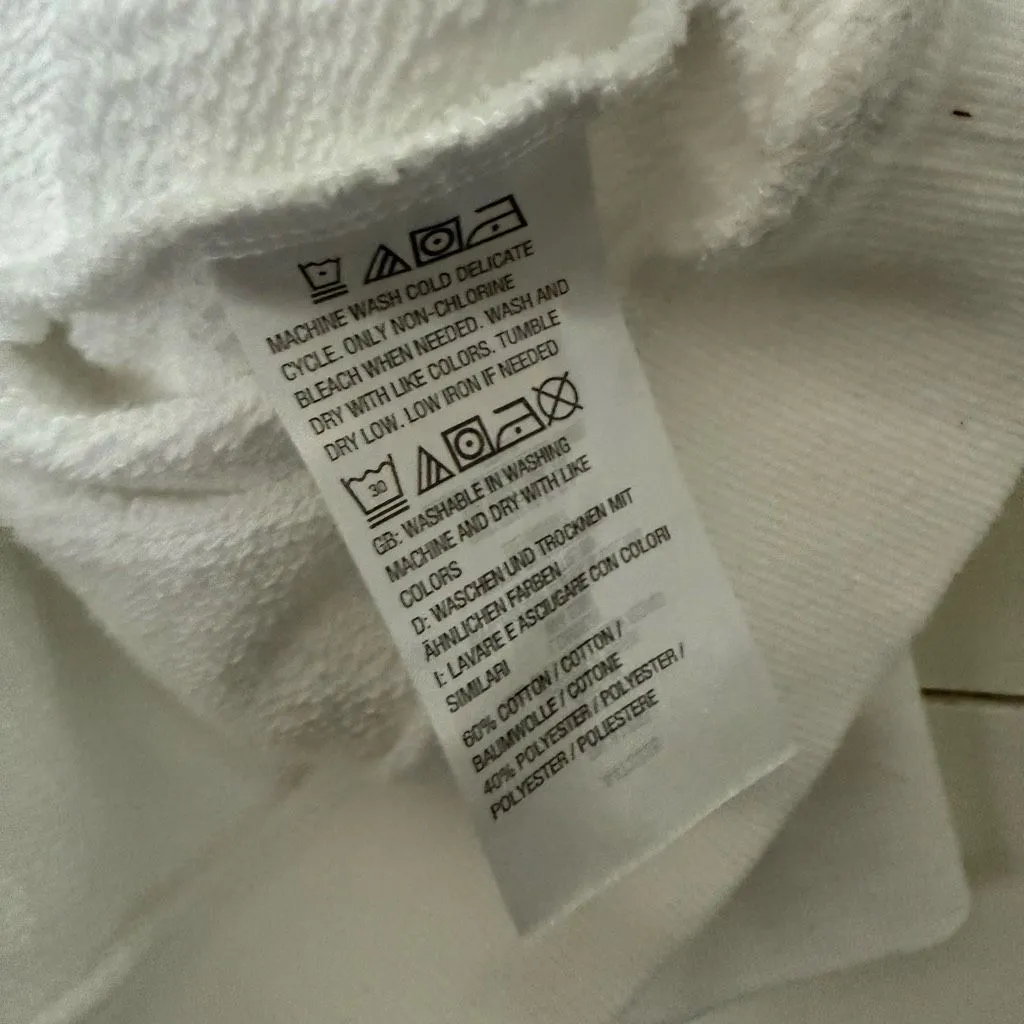 MACHINE WASH COLD DELICATE
CYCLE. ONLY NON-CHLORINE
BLEACH WHEN NEEDED. WASH AND
DRY WITH LIKE COLORS. TUMBLE
DRY LOW. LOW IRON IF NEEDED
30
GB: WASHABLE IN WASHING
MACHINE AND DRY WITH LIKE
COLORS
D: WASCHEN UND TROCKNEN MIT
ÄHNLICHEN FARBEN
I: LAVARE E ASCIUGARE CON COLORI
SIMILARI
60% COTTON / COTTON /
BAUMWOLLE / COTONE
40% POLYESTER / POLYESTER /
POLYESTER / POLIESTERE